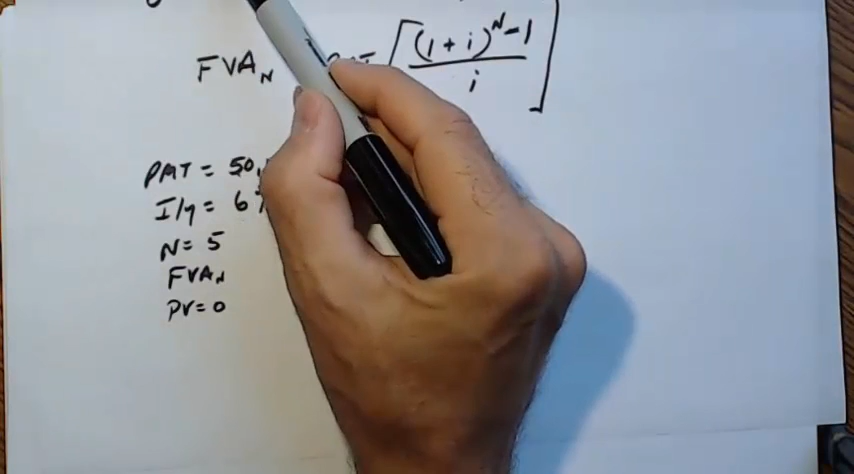 FVA_N [(1 + i)^N - 1 / i]
PMT = 50,
I/Y = 6%
N = 5
FVA_N
PV = 0